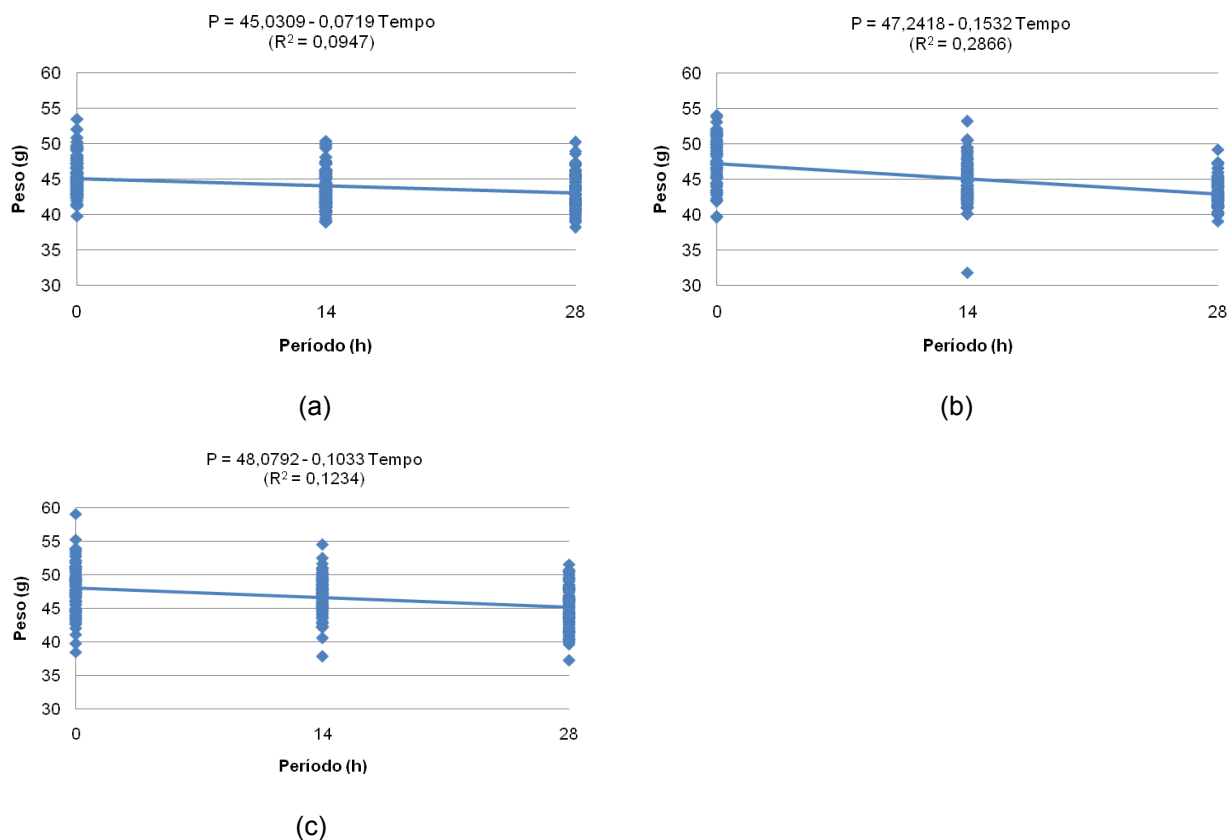 P = 45,0309 - 0,0719 Tempo
(R² = 0,0947)
60
55
50
45
40
35
30
Peso (g)
0 14 28
Período (h)
(a)
P = 47,2418 - 0,1532 Tempo
(R² = 0,2866)
60
55
50
45
40
35
30
Peso (g)
0 14 28
Período (h)
(b)
P = 48,0792 - 0,1033 Tempo
(R² = 0,1234)
60
55
50
45
40
35
30
Peso (g)
0 14 28
Período (h)
(c)